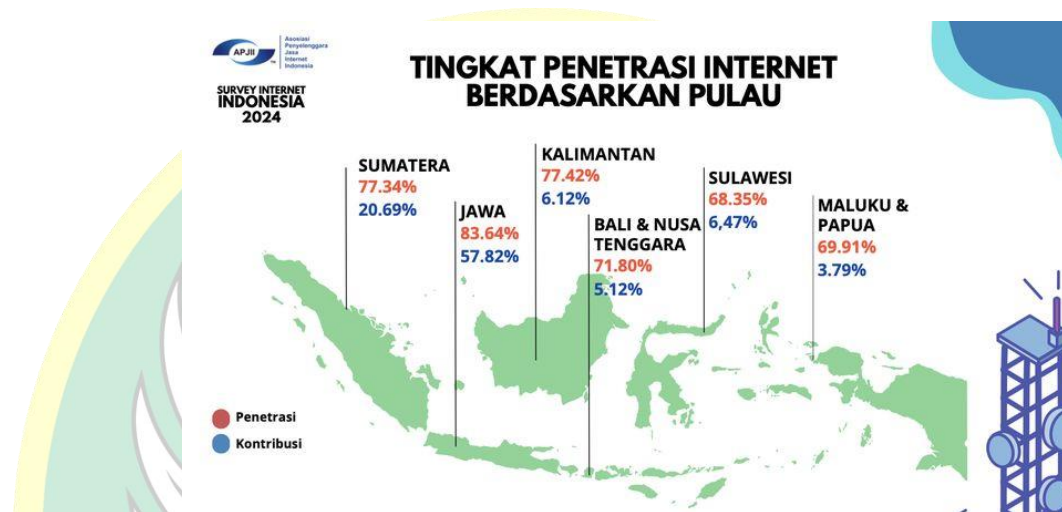 APJII
Asosiasi
Penyelenggara
Jasa
Internet
Indonesia
SURVEY INTERNET
INDONESIA
2024
TINGKAT PENETRASI INTERNET
BERDASARKAN PULAU
SUMATERA
77.34%
20.69%
JAWA
83.64%
57.82%
KALIMANTAN
77.42%
6.12%
BALI & NUSA
TENGGARA
71.80%
5.12%
SULAWESI
68.35%
6,47%
MALUKU &
PAPUA
69.91%
3.79%
Penetrasi
Kontribusi